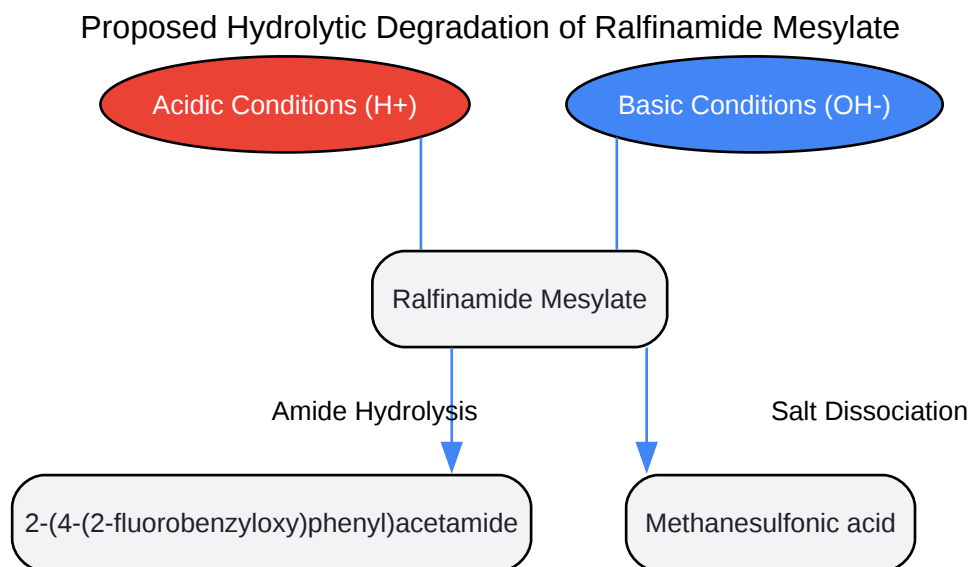 Proposed Hydrolytic Degradation of Ralfinamide Mesylate
Acidic Conditions (H+)
Basic Conditions (OH-)
Ralfinamide Mesylate
Amide Hydrolysis
Salt Dissociation
2-(4-(2-fluorobenzyloxy)phenyl)acetamide
Methanesulfonic acid